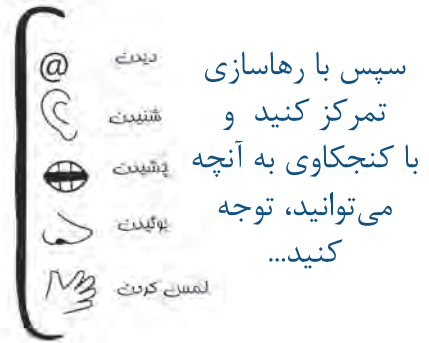 سپس با رهاسازی
تمرکز کنید و
با کنجکاوی به آنچه
می‌توانید، توجه
کنید...
@ دیدن
شنیدن
چشیدن
بوئیدن
لمس کردن